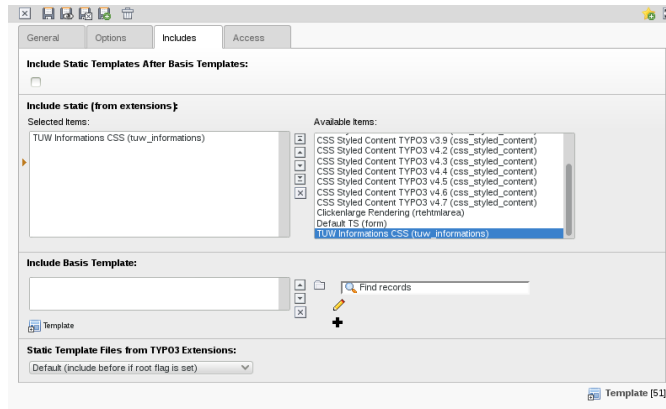 General Options Includes Access
Include Static Templates After Basis Templates:
Include static (from extensions):
Selected Items: Available Items:
TUW Informations CSS (tuw_informations)
CSS Styled Content TYPO3 v3.9 (css_styled_content)
CSS Styled Content TYPO3 v4.2 (css_styled_content)
CSS Styled Content TYPO3 v4.3 (css_styled_content)
CSS Styled Content TYPO3 v4.4 (css_styled_content)
CSS Styled Content TYPO3 v4.5 (css_styled_content)
CSS Styled Content TYPO3 v4.6 (css_styled_content)
CSS Styled Content TYPO3 v4.7 (css_styled_content)
Clickenlarge Rendering (rtehtmlarea)
Default TS (form)
TUW Informations CSS (tuw_informations)
Include Basis Template:
Find records
Template
Static Template Files from TYPO3 Extensions:
Default (include before if root flag is set)
Template [51]